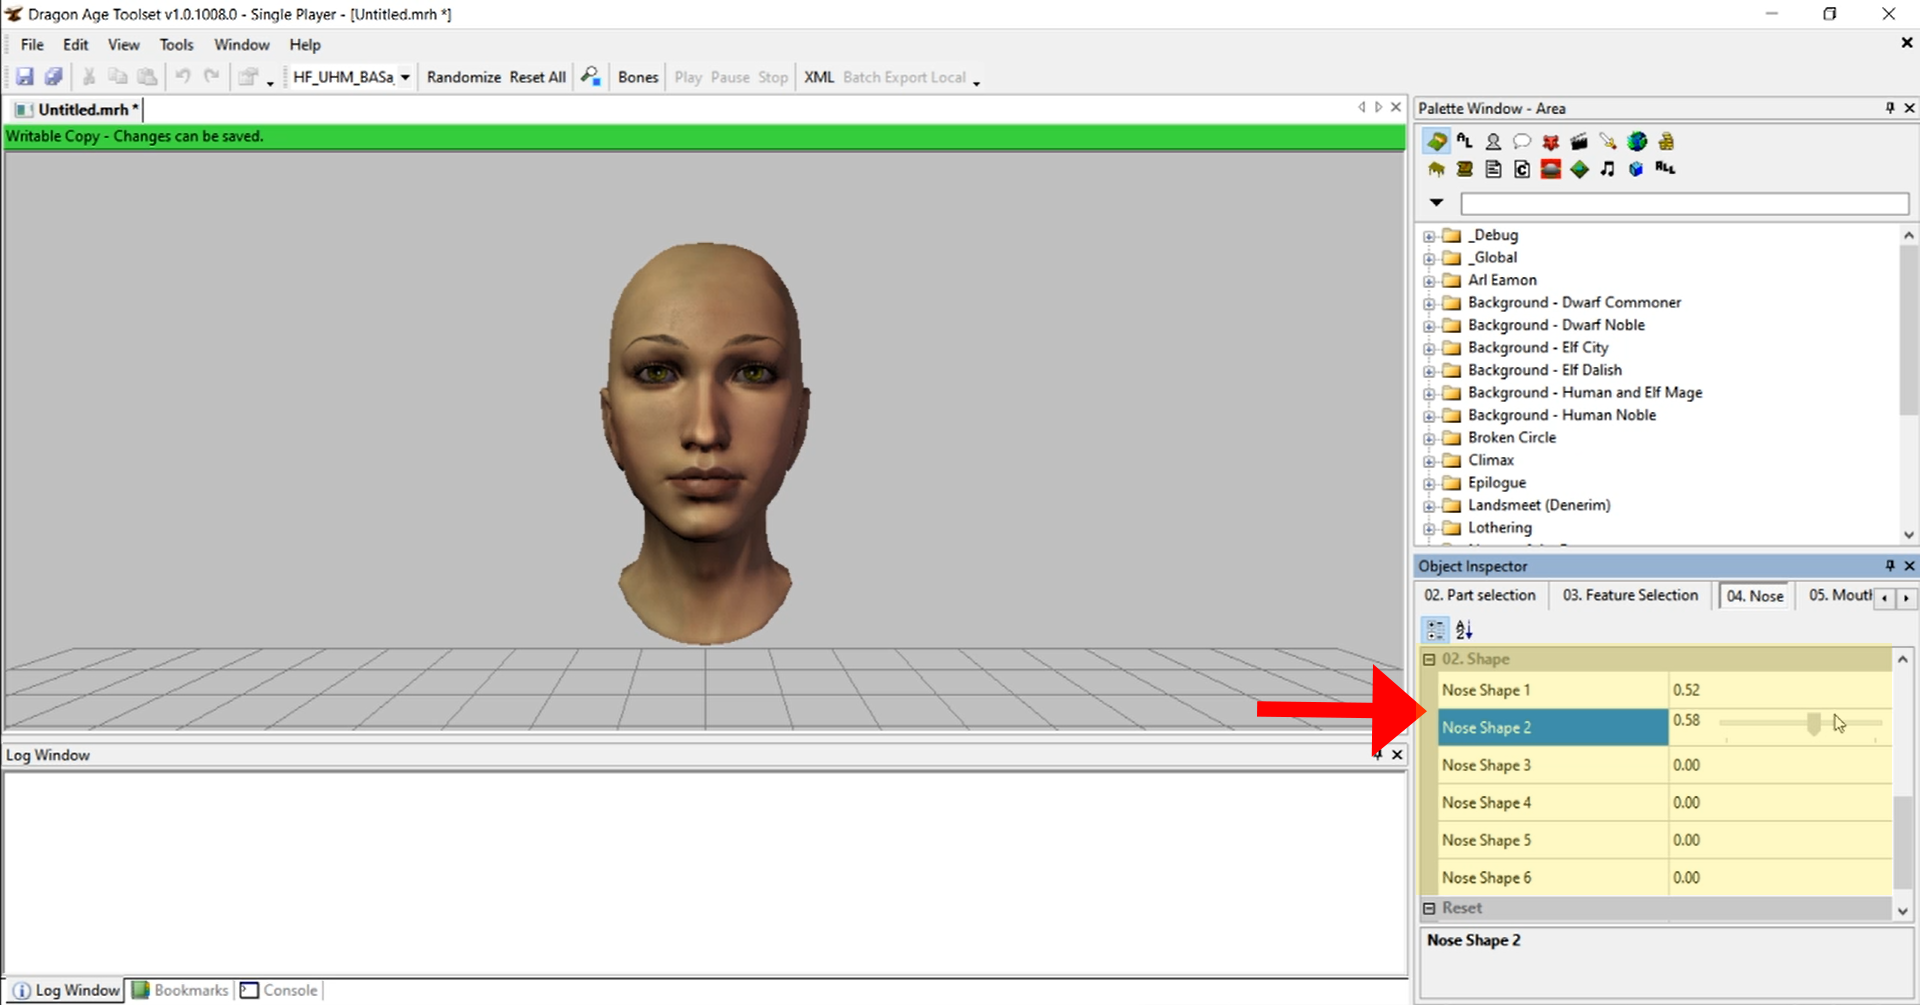 Dragon Age Toolset v1.0.1008.0 - Single Player - [Untitled.mrh *]
File Edit View Tools Window Help
HF_UHM_BASa Randomize Reset All Bones Play Pause Stop XML Batch Export Local
Untitled.mrh *
Writable Copy - Changes can be saved.
Palette Window - Area
_Debug
_Global
Arl Eamon
Background - Dwarf Commoner
Background - Dwarf Noble
Background - Elf City
Background - Elf Dalish
Background - Human and Elf Mage
Background - Human Noble
Broken Circle
Climax
Epilogue
Landsmeet (Denerim)
Lothering
Object Inspector
02. Part selection 03. Feature Selection 04. Nose 05. Mouth
02. Shape
Nose Shape 1 0.52
Nose Shape 2 0.58
Nose Shape 3 0.00
Nose Shape 4 0.00
Nose Shape 5 0.00
Nose Shape 6 0.00
Reset
Nose Shape 2
Log Window
Log Window Bookmarks Console